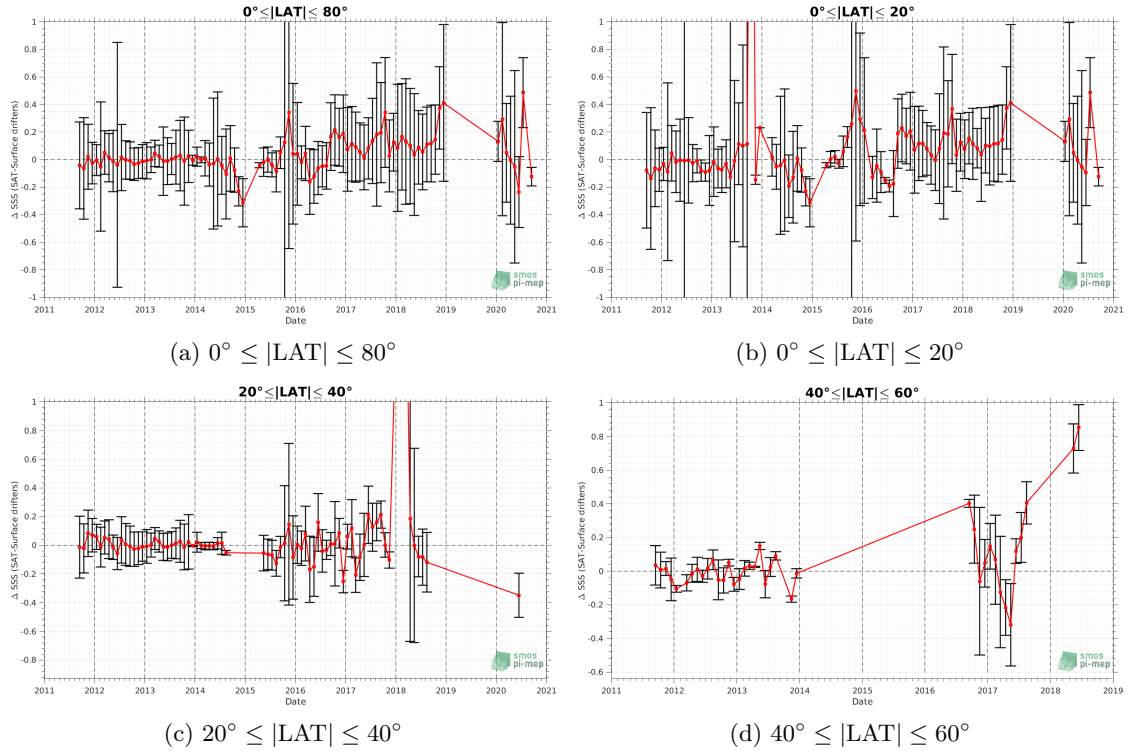 0°≤|LAT|≤ 80°
Δ SSS (SAT-Surface drifters)
1
0.8
0.6
0.4
0.2
0
-0.2
-0.4
-0.6
-0.8
-1
2011 2012 2013 2014 2015 2016 2017 2018 2019 2020 2021
Date
smos
pi-mep
(a) 0° ≤ |LAT| ≤ 80°
0°≤|LAT|≤ 20°
Δ SSS (SAT-Surface drifters)
1
0.8
0.6
0.4
0.2
0
-0.2
-0.4
-0.6
-0.8
-1
2011 2012 2013 2014 2015 2016 2017 2018 2019 2020 2021
Date
smos
pi-mep
(b) 0° ≤ |LAT| ≤ 20°
20°≤|LAT|≤ 40°
Δ SSS (SAT-Surface drifters)
1
0.8
0.6
0.4
0.2
0
-0.2
-0.4
-0.6
-0.8
2011 2012 2013 2014 2015 2016 2017 2018 2019 2020 2021
Date
smos
pi-mep
(c) 20° ≤ |LAT| ≤ 40°
40°≤|LAT|≤ 60°
Δ SSS (SAT-Surface drifters)
1
0.8
0.6
0.4
0.2
0
-0.2
-0.4
-0.6
2011 2012 2013 2014 2015 2016 2017 2018 2019
Date
smos
pi-mep
(d) 40° ≤ |LAT| ≤ 60°